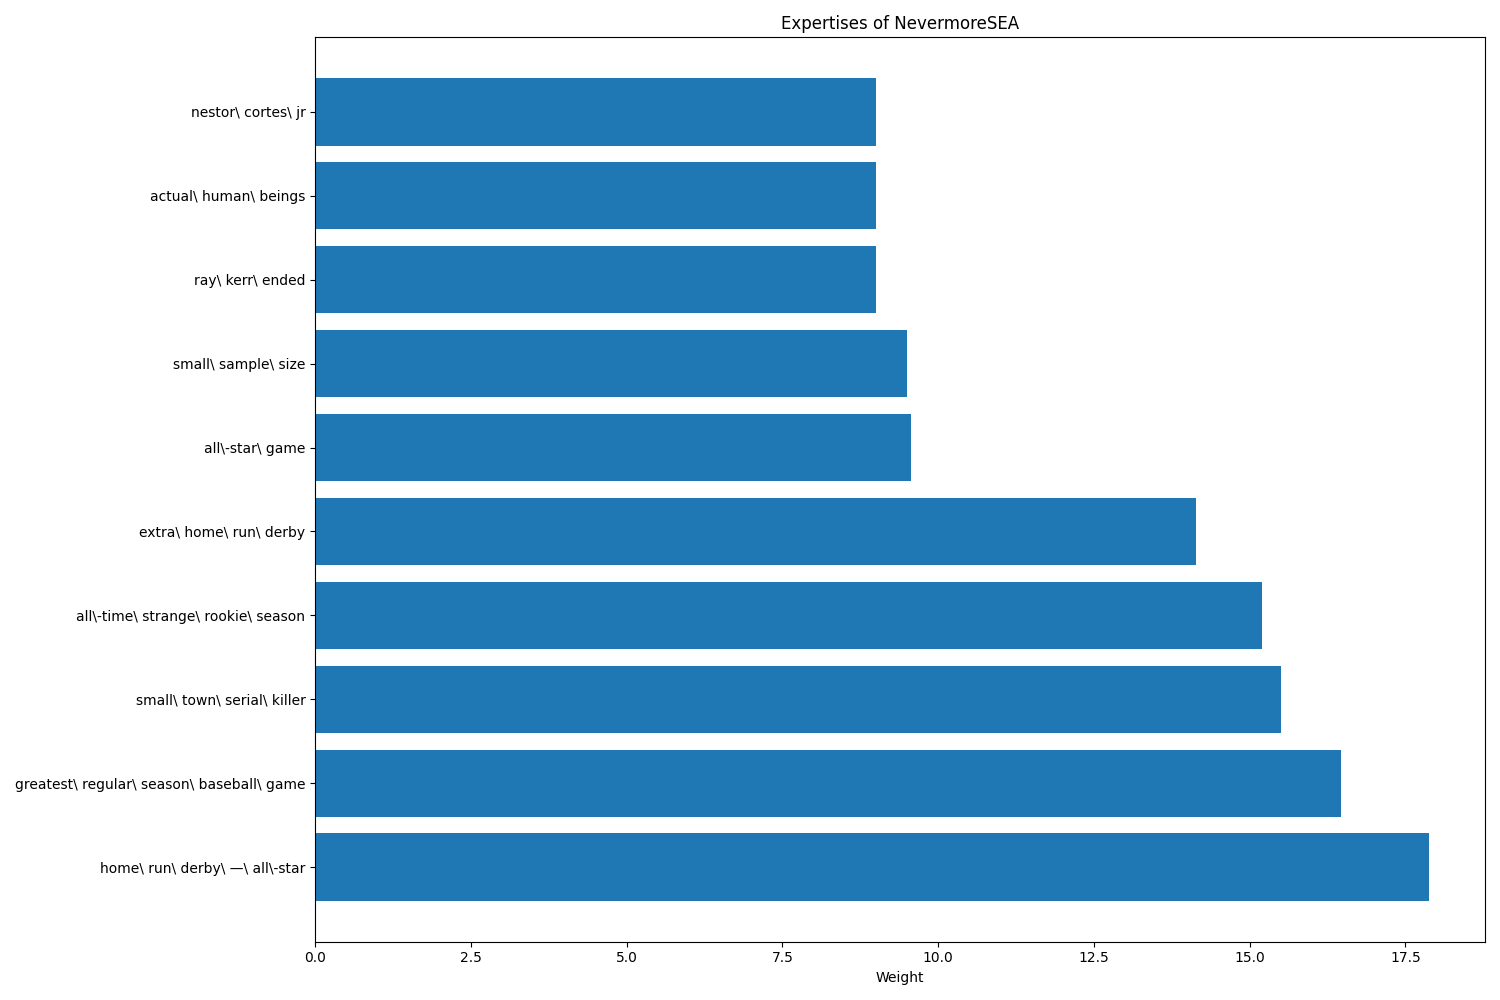 Expertises of NevermoreSEA
nestor\ cortes\ jr
actual\ human\ beings
ray\ kerr\ ended
small\ sample\ size
all\-star\ game
extra\ home\ run\ derby
all\-time\ strange\ rookie\ season
small\ town\ serial\ killer
greatest\ regular\ season\ baseball\ game
home\ run\ derby\ —\ all\-star
0.0 2.5 5.0 7.5 10.0 12.5 15.0 17.5
Weight